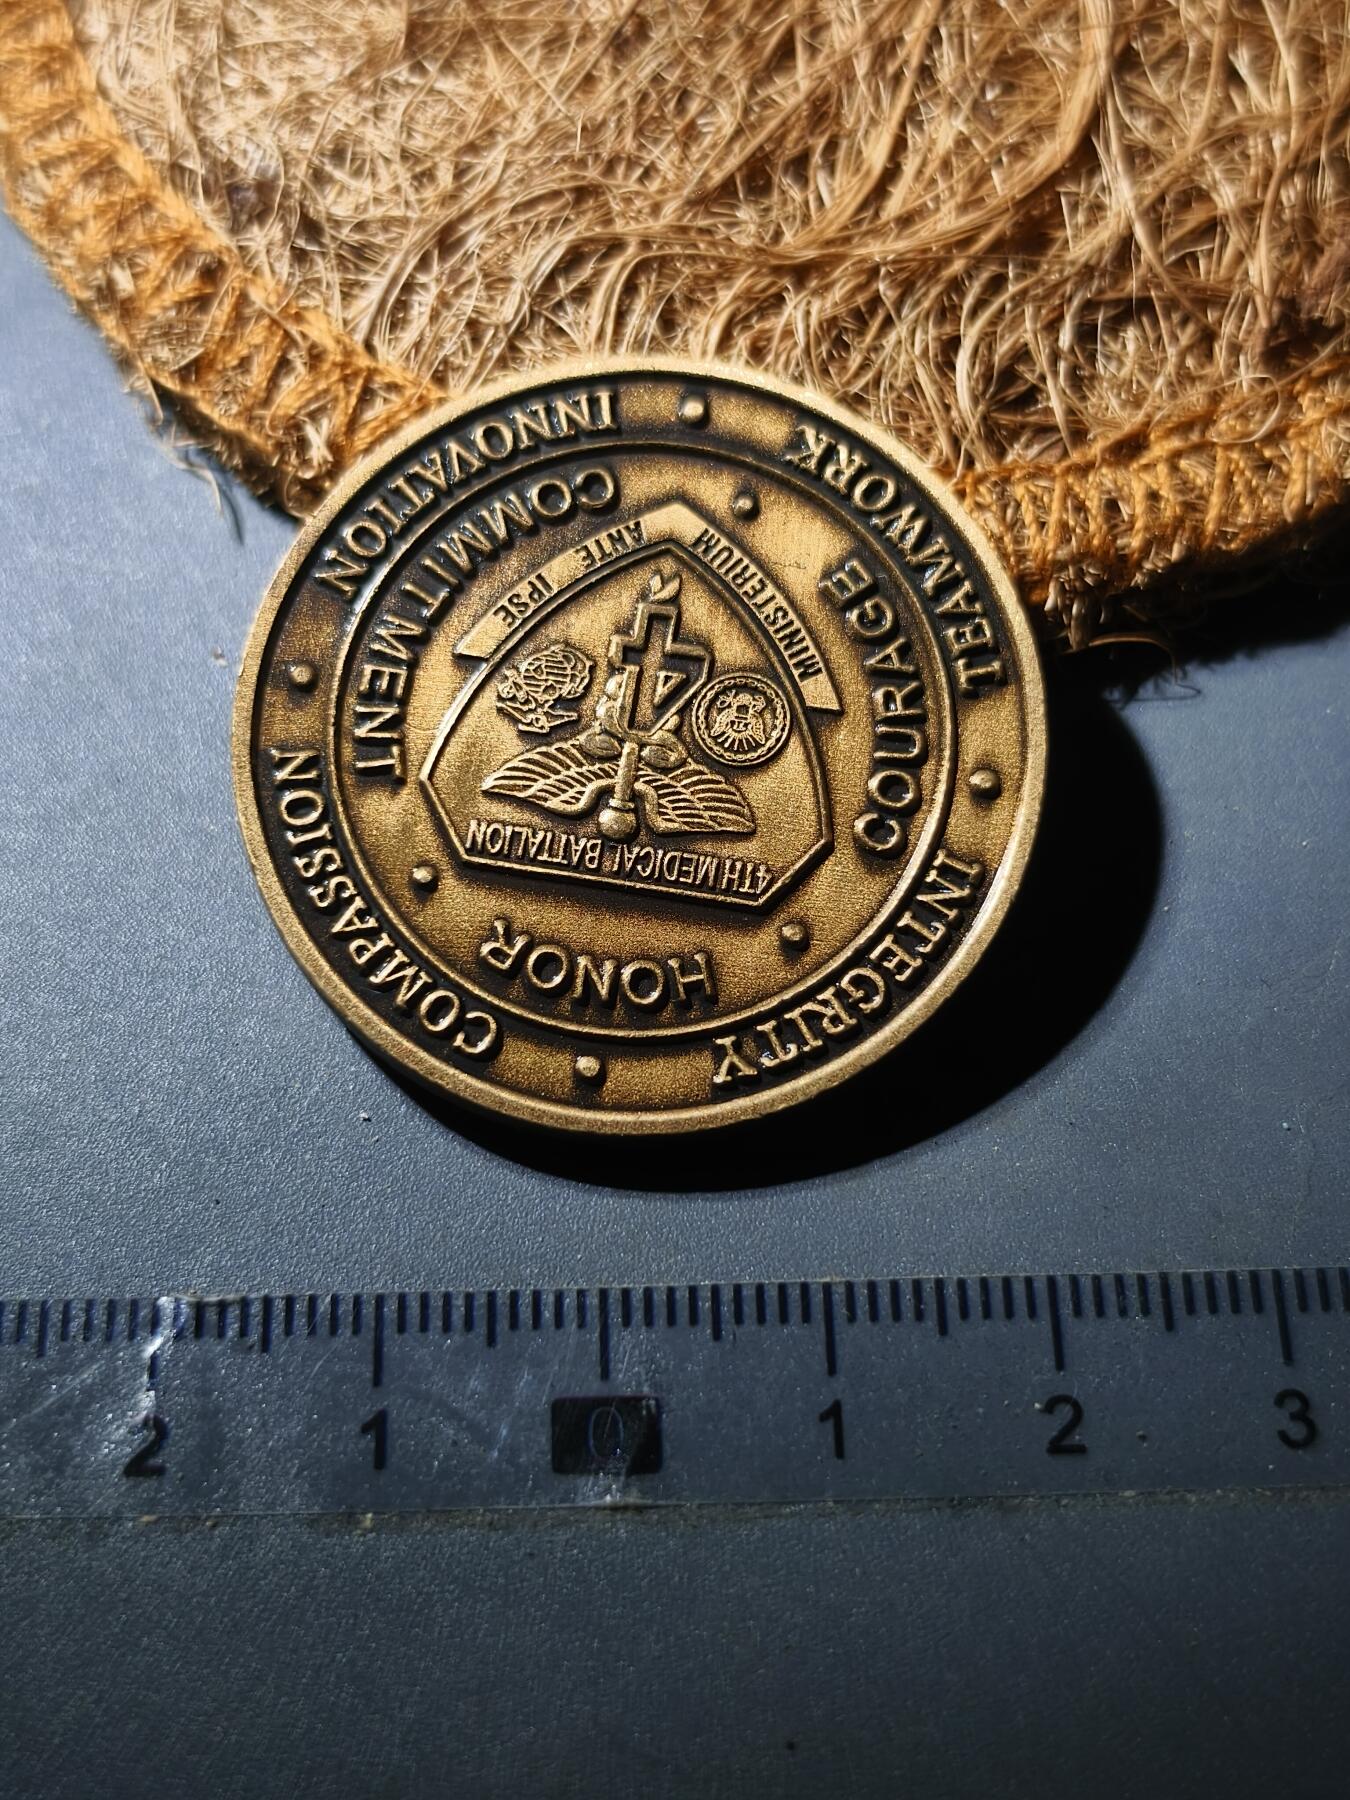 INTEGRITY
COMPASSION
INNOVATION
TEAMWORK
HONOR
COMMITMENT
COURAGE
4TH MEDICAL BATTALION
4
MINISTERIUM ANTE IPSE
2 1 0 1 2 3